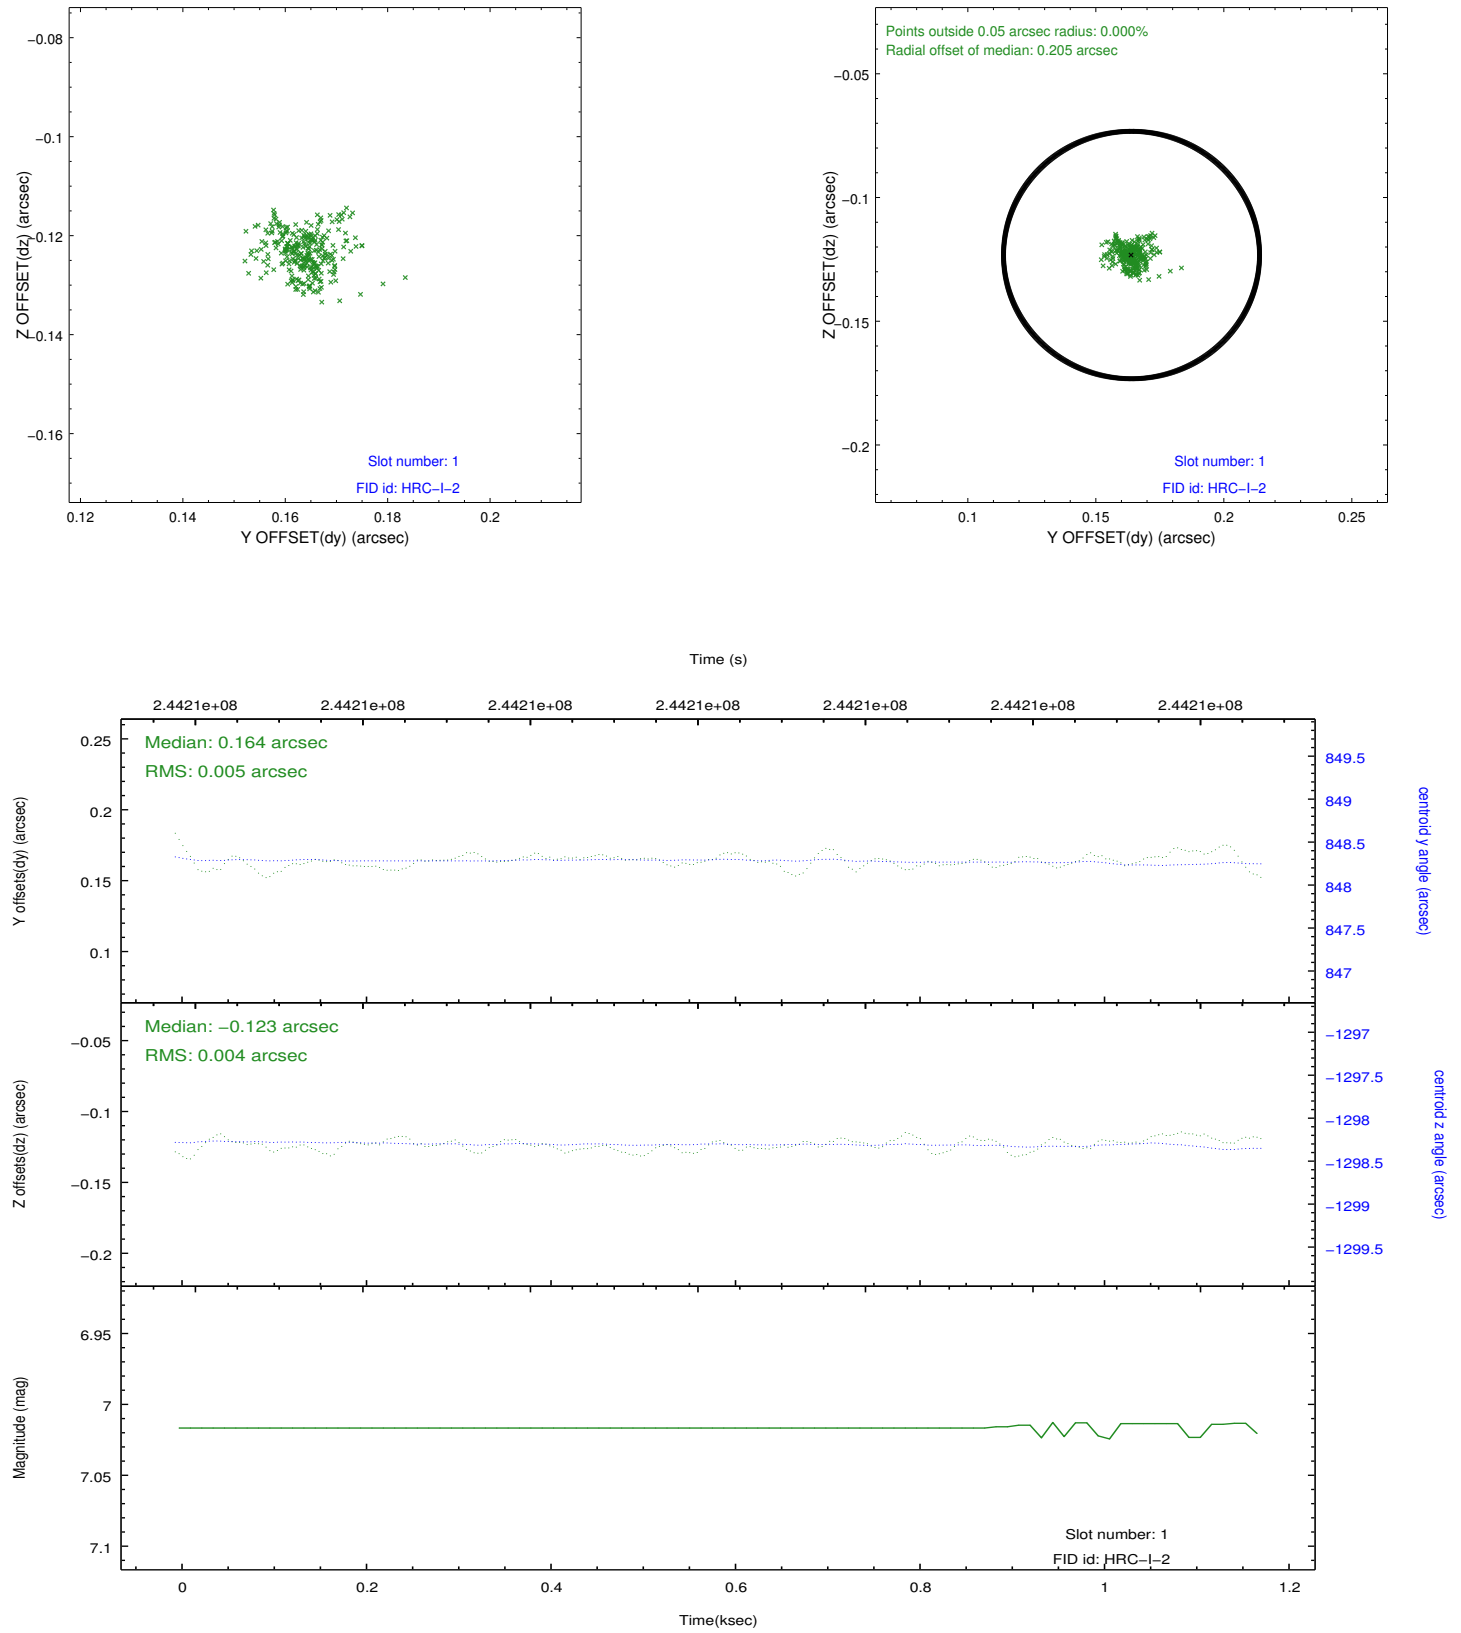 −0.08
−0.1
−0.12
−0.14
−0.16
Z OFFSET(dz) (arcsec)
Slot number: 1
FID id: HRC−I−2
0.12 0.14 0.16 0.18 0.2
Y OFFSET(dy) (arcsec)
Points outside 0.05 arcsec radius: 0.000%
Radial offset of median: 0.205 arcsec
−0.05
−0.1
−0.15
−0.2
Z OFFSET(dz) (arcsec)
Slot number: 1
FID id: HRC−I−2
0.1 0.15 0.2 0.25
Y OFFSET(dy) (arcsec)
Time (s)
2.4421e+08 2.4421e+08 2.4421e+08 2.4421e+08 2.4421e+08 2.4421e+08 2.4421e+08
Median: 0.164 arcsec
RMS: 0.005 arcsec
0.25
0.2
0.15
0.1
Y offsets(dy) (arcsec)
849.5
849
848.5
848
847.5
847
centroid y angle (arcsec)
Median: −0.123 arcsec
RMS: 0.004 arcsec
−0.05
−0.1
−0.15
−0.2
Z offsets(dz) (arcsec)
−1297
−1297.5
−1298
−1298.5
−1299
−1299.5
centroid z angle (arcsec)
6.95
7
7.05
7.1
Magnitude (mag)
Slot number: 1
FID id: HRC−I−2
0 0.2 0.4 0.6 0.8 1 1.2
Time(ksec)